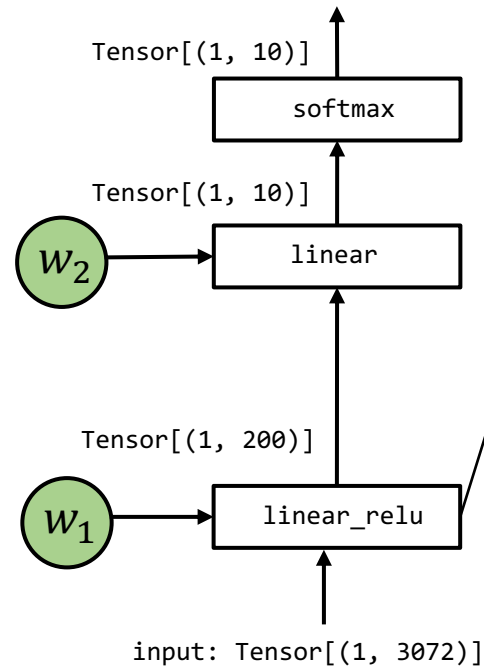 Tensor[(1, 10)]
softmax
Tensor[(1, 10)]
w₂
linear
Tensor[(1, 200)]
w₁
linear_relu
input: Tensor[(1, 3072)]